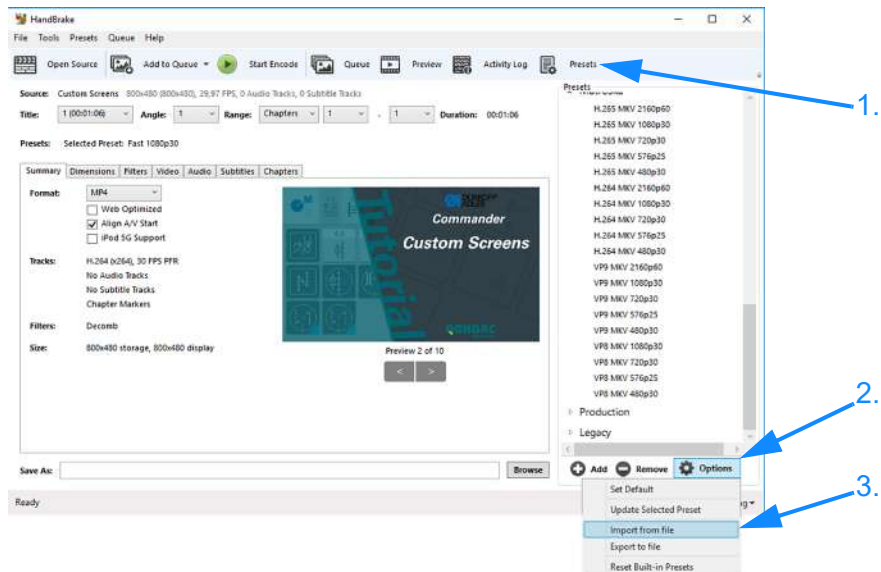 HandBrake
File Tools Presets Queue Help
Open Source Add to Queue Start Encode Queue Preview Activity Log Presets
1.
Source: Custom Screens 800x480 (800x480), 29.97 FPS, 0 Audio Tracks, 0 Subtitle Tracks
Title: 1 (00:01:06) Angle: 1 Range: Chapters 1 - 1 Duration: 00:01:06
Presets: Selected Preset: Fast 1080p30
Summary Dimensions Filters Video Audio Subtitles Chapters
Format: MP4
Web Optimized
Align A/V Start
iPod 5G Support
Tracks: H.264 (x264), 30 FPS PFR
No Audio Tracks
No Subtitle Tracks
Chapter Markers
Filters: Decomb
Size: 800x480 storage, 800x480 display
Commander
Custom Screens
Tutorial
Preview 2 of 10
< >
Presets
H.265 MKV 2160p60
H.265 MKV 1080p30
H.265 MKV 720p30
H.265 MKV 576p25
H.265 MKV 480p30
H.264 MKV 2160p60
H.264 MKV 1080p30
H.264 MKV 720p30
H.264 MKV 576p25
H.264 MKV 480p30
VP9 MKV 2160p60
VP9 MKV 1080p30
VP9 MKV 720p30
VP9 MKV 576p25
VP9 MKV 480p30
VP8 MKV 1080p30
VP8 MKV 720p30
VP8 MKV 576p25
VP8 MKV 480p30
Production
Legacy
2.
Add Remove Options
Save As: Browse
3.
Ready
Set Default
Update Selected Preset
Import from file
Export to file
Reset Built-in Presets